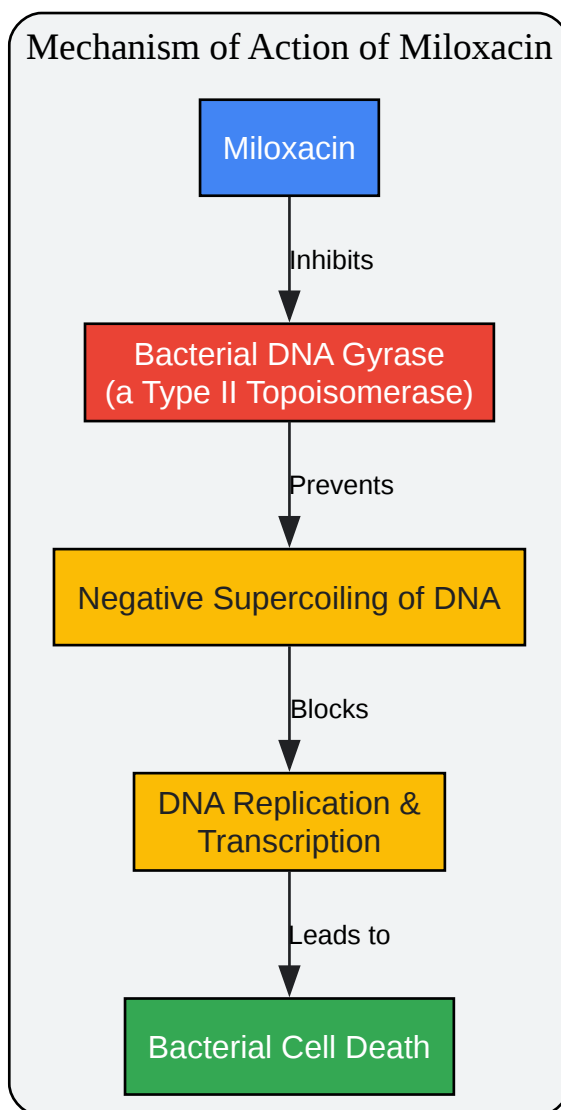 Mechanism of Action of Miloxacin
Miloxacin
Inhibits
Bacterial DNA Gyrase
(a Type II Topoisomerase)
Prevents
Negative Supercoiling of DNA
Blocks
DNA Replication &
Transcription
Leads to
Bacterial Cell Death